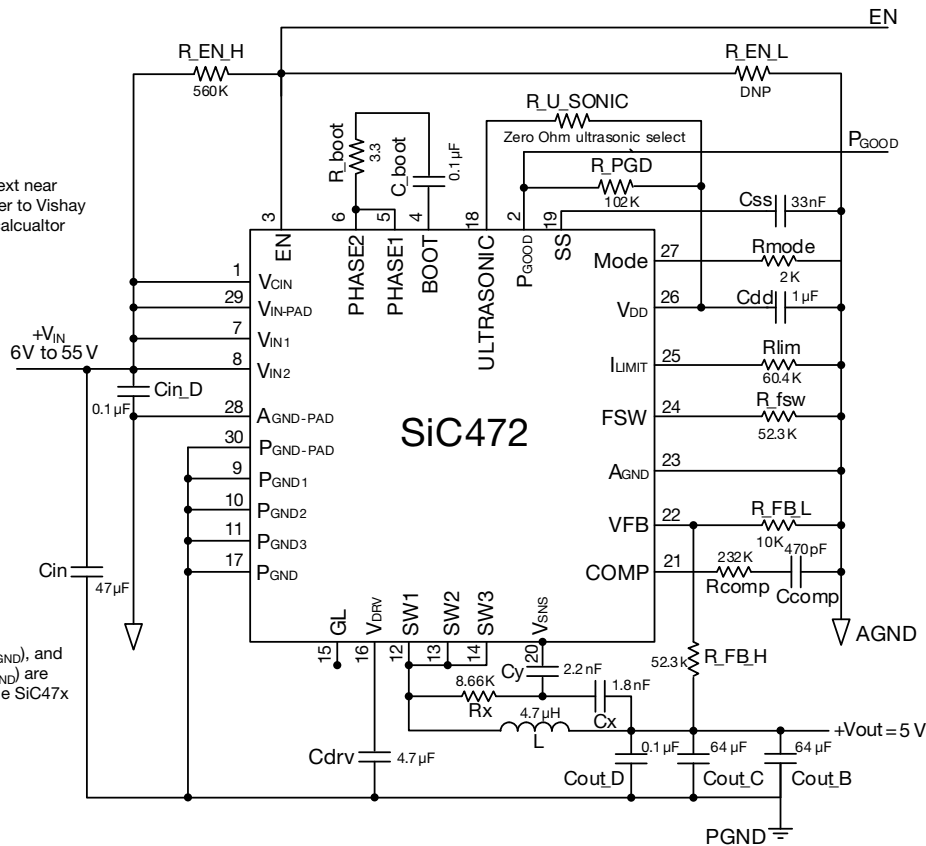 EN
R_EN_H
560K
R_EN_L
DNP
R_U_SONIC
Zero Ohm ultrasonic select
PGOOD
R_PGD
102K
R_boot
3.3
C_boot
0.1 µF
Css
33nF
ext near
er to Vishay
alcualtor
3
6
5
4
18
2
19
EN
PHASE2
PHASE1
BOOT
ULTRASONIC
PGOOD
SS
Mode
27
Rmode
2K
1
VCIN
29
VIN-PAD
7
VIN1
8
VIN2
28
AGND-PAD
30
PGND-PAD
9
PGND1
10
PGND2
11
PGND3
17
PGND
VDD
26
Cdd
1 µF
ILIMIT
25
Rlim
60.4K
FSW
24
R_fsw
52.3K
AGND
23
VFB
22
R_FB_L
10K
COMP
21
232K
Rcomp
470pF
Ccomp
AGND
+VIN
6V to 55 V
Cin_D
0.1 µF
SiC472
Cin
47 µF
GND), and
ND) are
e SiC47x
GL
VDRV
SW1
SW2
SW3
VSNS
15
16
12
13
14
20
Cy
2.2 nF
8.66K
Rx
1.8 nF
Cx
4.7 µH
L
52.3k
R_FB_H
+Vout = 5 V
Cdrv
4.7 µF
0.1 µF
Cout_D
64 µF
Cout_C
64 µF
Cout_B
PGND